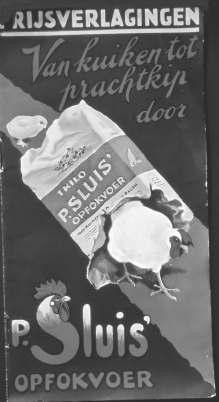 RIJSVERLAGINGEN
Van kuiken tot
prachtkip
door
1 KILO
P. SLUIS'
OPFOKVOER
P. Sluis'
OPFOKVOER